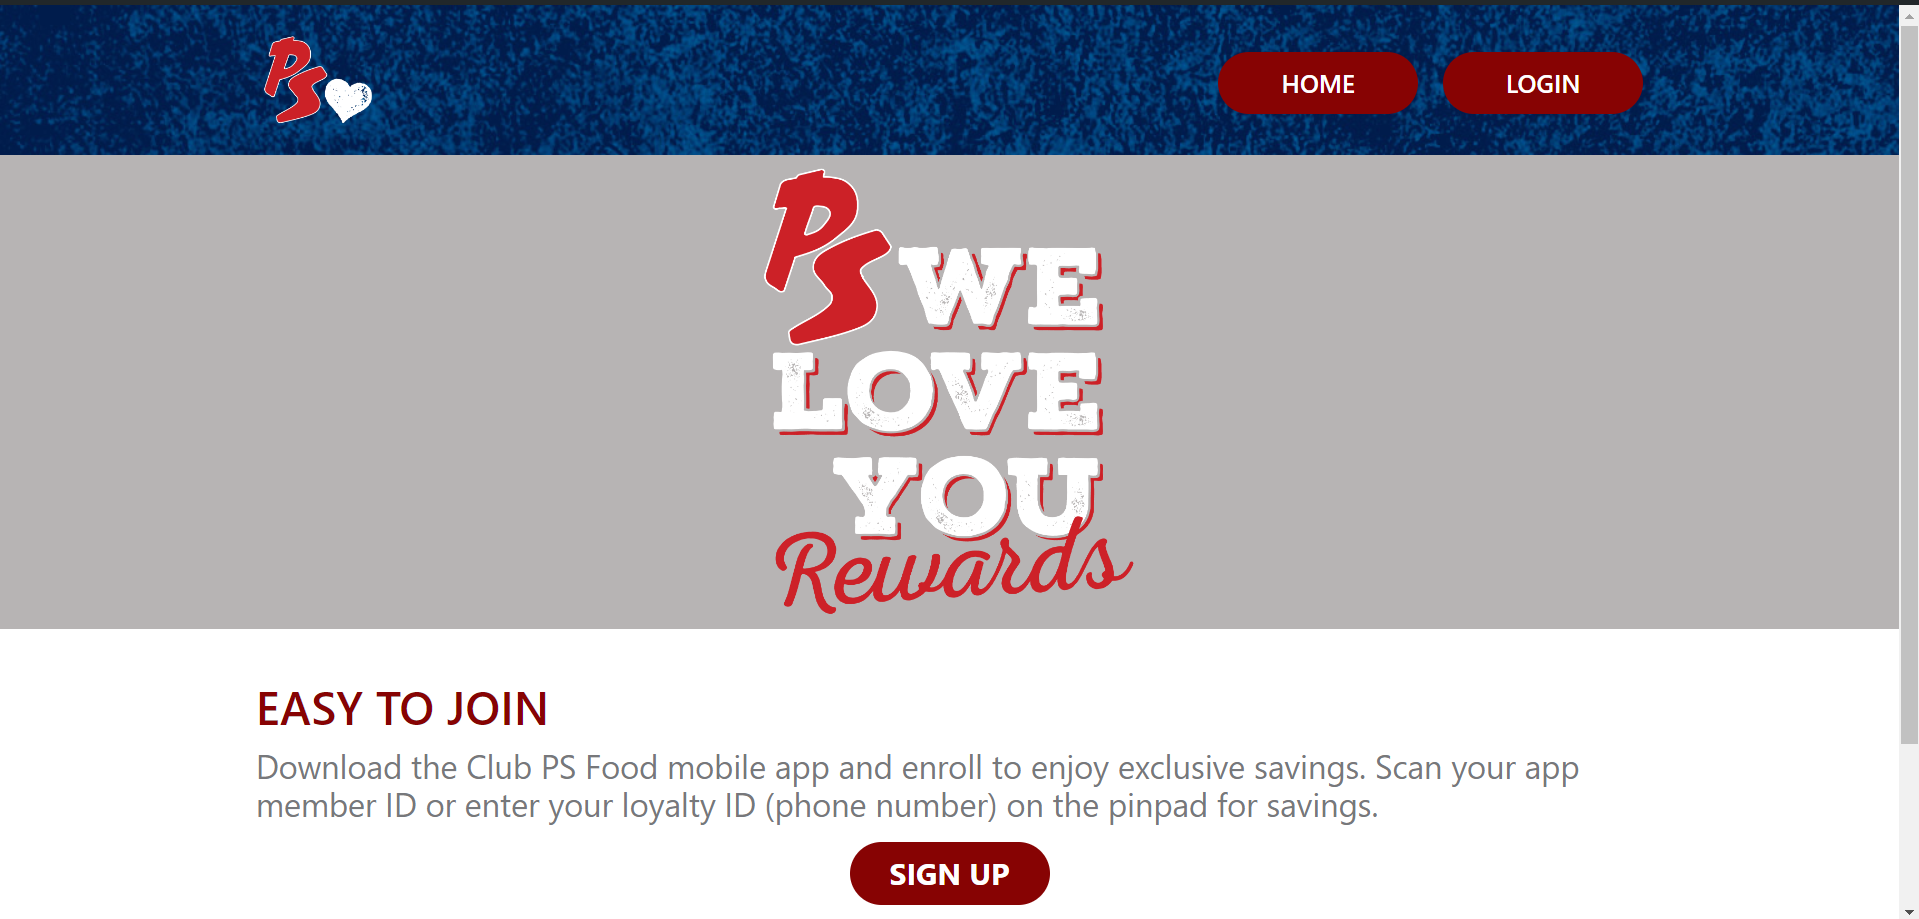 PS
HOME
LOGIN
PS WE
LOVE
YOU
Rewards
EASY TO JOIN
Download the Club PS Food mobile app and enroll to enjoy exclusive savings. Scan your app
member ID or enter your loyalty ID (phone number) on the pinpad for savings.
SIGN UP